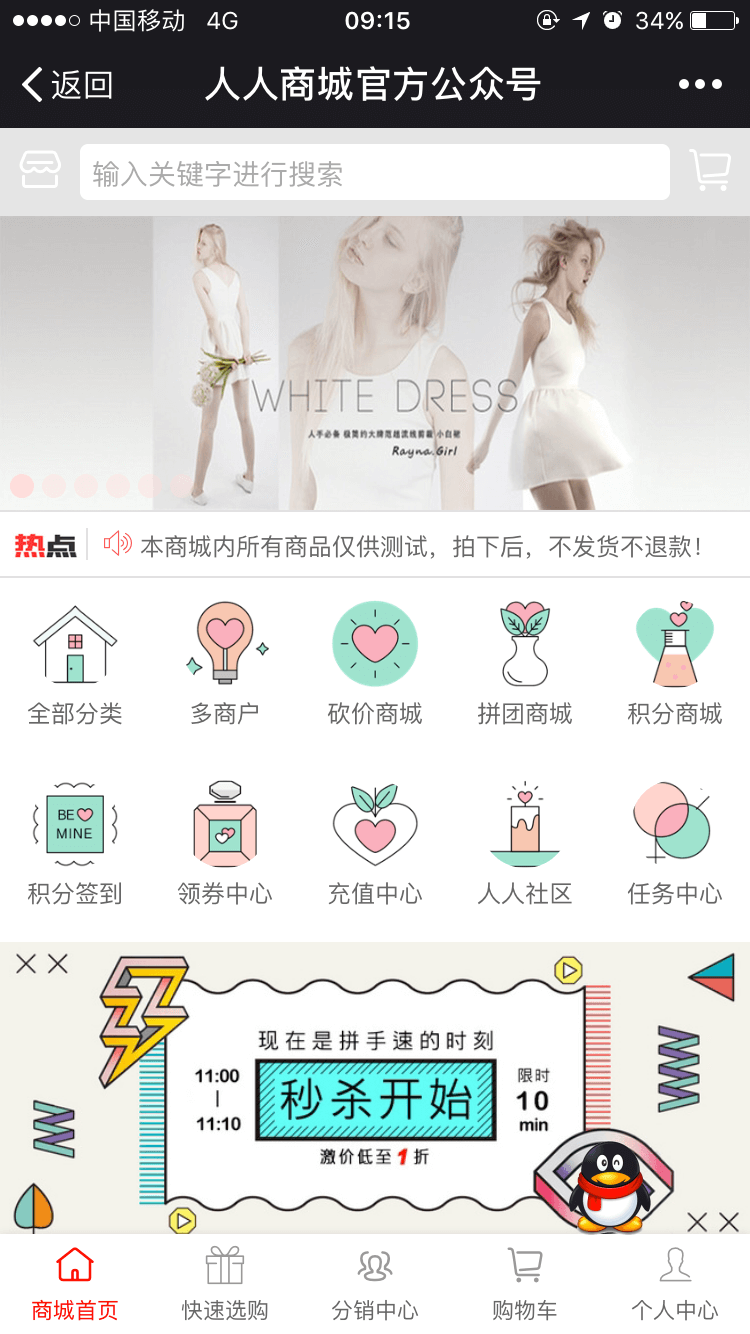 中国移动 4G 09:15 34%
返回 人人商城官方公众号
输入关键字进行搜索
WHITE DRESS
人手必备 极简的大牌范超流线剪裁 小白裙
Rayna.Girl
热点 本商城内所有商品仅供测试，拍下后，不发货不退款！
全部分类 多商户 砍价商城 拼团商城 积分商城
BE
MINE
积分签到 领券中心 充值中心 人人社区 任务中心
现在是拼手速的时刻
11:00 | 11:10
秒杀开始
限时
10
min
激价低至1折
商城首页 快速选购 分销中心 购物车 个人中心